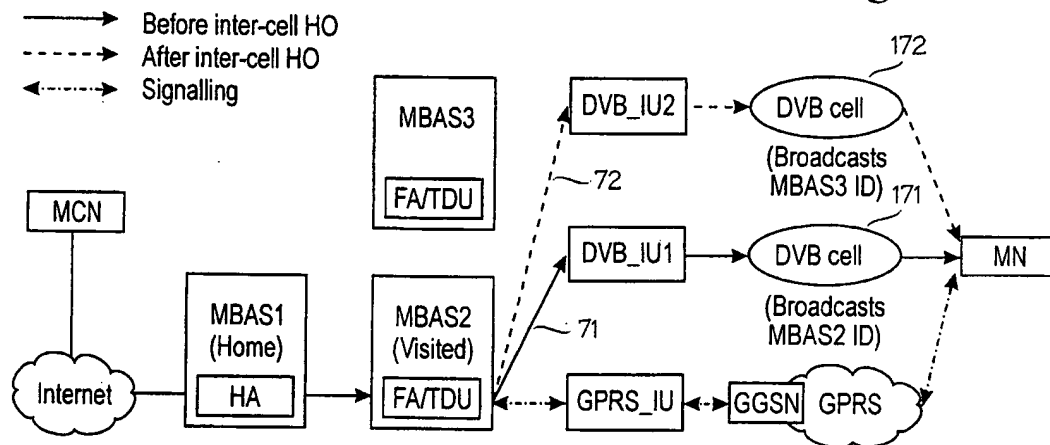 Before inter-cell HO
After inter-cell HO
Signalling
MBAS3
FA/TDU
DVB_IU2
172
DVB cell
(Broadcasts
MBAS3 ID)
72
MCN
171
DVB_IU1
DVB cell
MN
(Broadcasts
MBAS2 ID)
MBAS1
(Home)
HA
MBAS2
(Visited)
FA/TDU
71
Internet
GPRS_IU
GGSN
GPRS